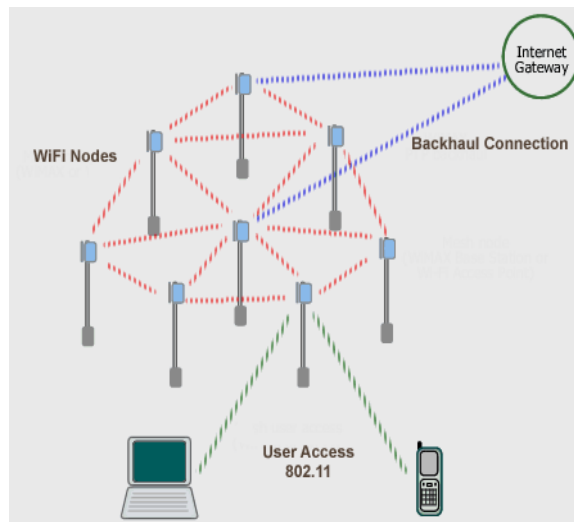 Internet
Gateway
WiFi Nodes
Backhaul Connection
User Access
802.11